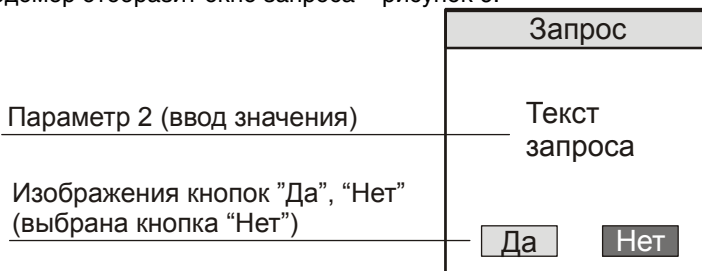 Запрос
Параметр 2 (ввод значения)
Текст
запроса
Изображения кнопок ”Да”, “Нет”
(выбрана кнопка “Нет”)
Да
Нет